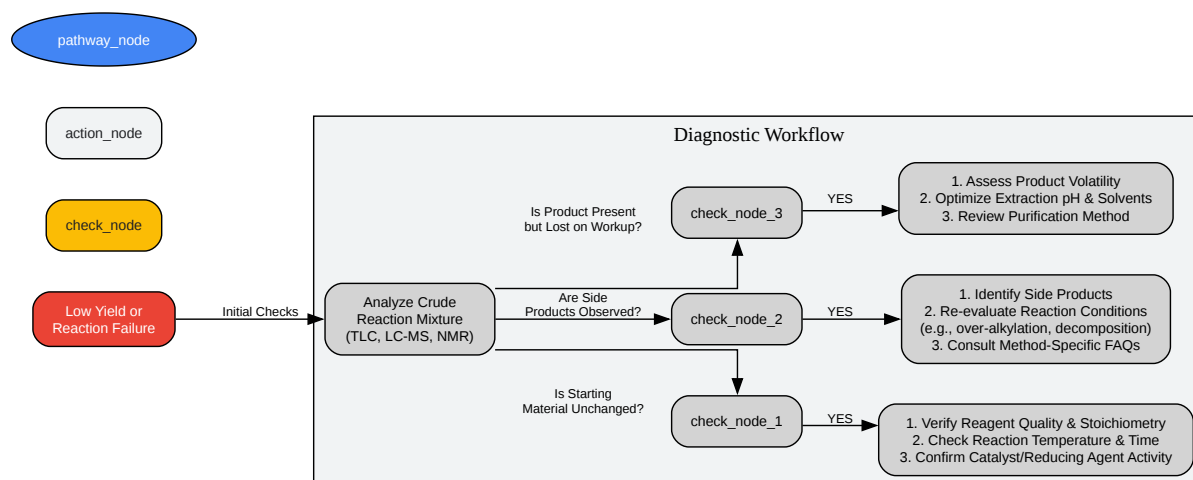 pathway_node
action_node
check_node
Low Yield or
Reaction Failure
Initial Checks
Diagnostic Workflow
Analyze Crude
Reaction Mixture
(TLC, LC-MS, NMR)
Is Product Present
but Lost on Workup?
check_node_3
YES
1. Assess Product Volatility
2. Optimize Extraction pH & Solvents
3. Review Purification Method
Are Side
Products Observed?
check_node_2
YES
1. Identify Side Products
2. Re-evaluate Reaction Conditions
(e.g., over-alkylation, decomposition)
3. Consult Method-Specific FAQs
Is Starting
Material Unchanged?
check_node_1
YES
1. Verify Reagent Quality & Stoichiometry
2. Check Reaction Temperature & Time
3. Confirm Catalyst/Reducing Agent Activity